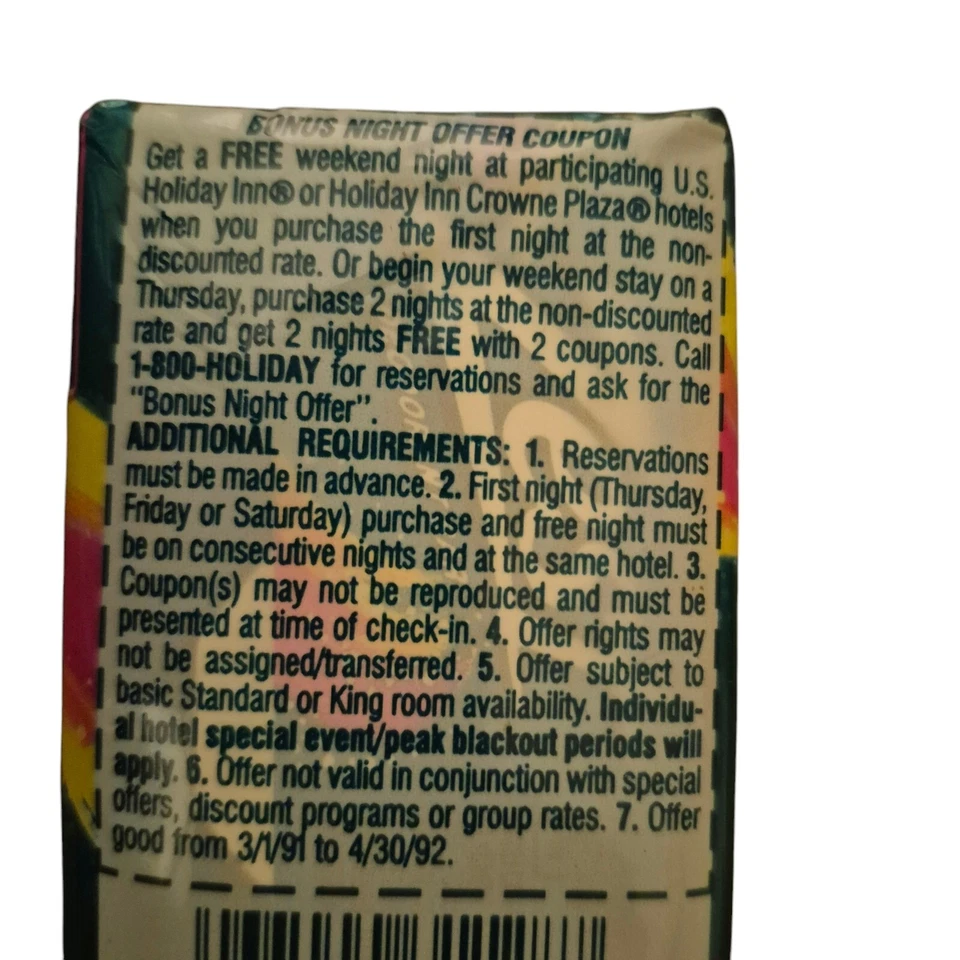 BONUS NIGHT OFFER COUPON
Get a FREE weekend night at participating U.S.
Holiday Inn® or Holiday Inn Crowne Plaza® hotels
when you purchase the first night at the non-
discounted rate. Or begin your weekend stay on a
Thursday, purchase 2 nights at the non-discounted
rate and get 2 nights FREE with 2 coupons. Call
1-800-HOLIDAY for reservations and ask for the
"Bonus Night Offer".
ADDITIONAL REQUIREMENTS: 1. Reservations
must be made in advance. 2. First night (Thursday,
Friday or Saturday) purchase and free night must
be on consecutive nights and at the same hotel. 3.
Coupon(s) may not be reproduced and must be
presented at time of check-in. 4. Offer rights may
not be assigned/transferred. 5. Offer subject to
basic Standard or King room availability. Individu-
al hotel special event/peak blackout periods will
apply. 6. Offer not valid in conjunction with special
offers, discount programs or group rates. 7. Offer
good from 3/1/91 to 4/30/92.